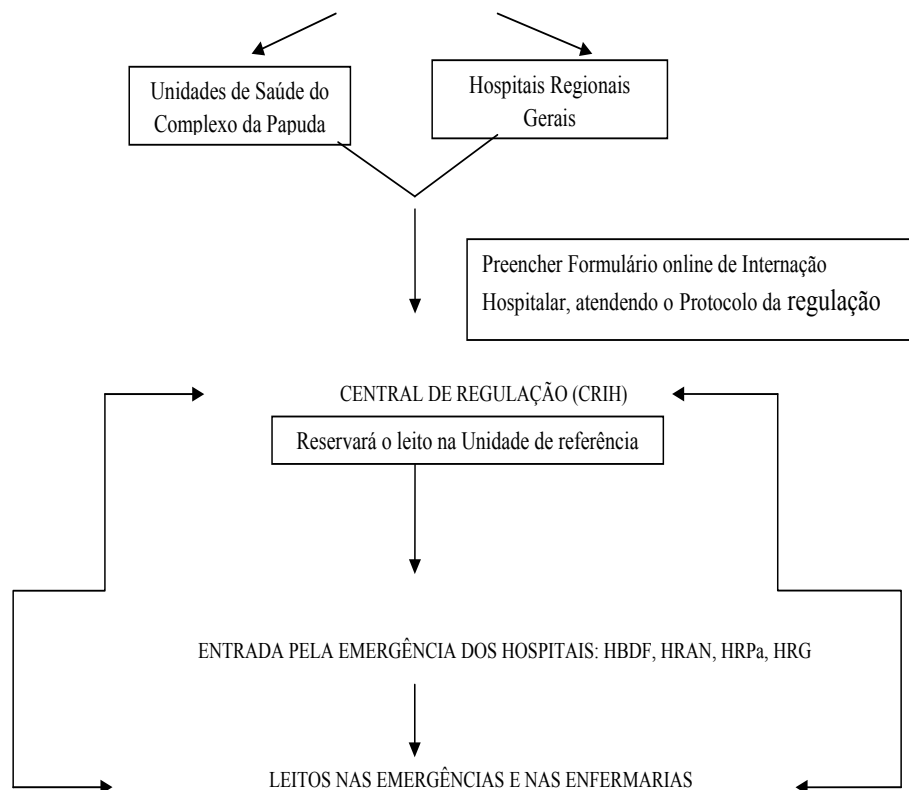 Unidades de Saúde do
Complexo da Papuda
Hospitais Regionais
Gerais
Preencher Formulário online de Internação
Hospitalar, atendendo o Protocolo da regulação
CENTRAL DE REGULAÇÃO (CRIH)
Reservará o leito na Unidade de referência
ENTRADA PELA EMERGÊNCIA DOS HOSPITAIS: HBDF, HRAN, HRPa, HRG
LEITOS NAS EMERGÊNCIAS E NAS ENFERMARIAS